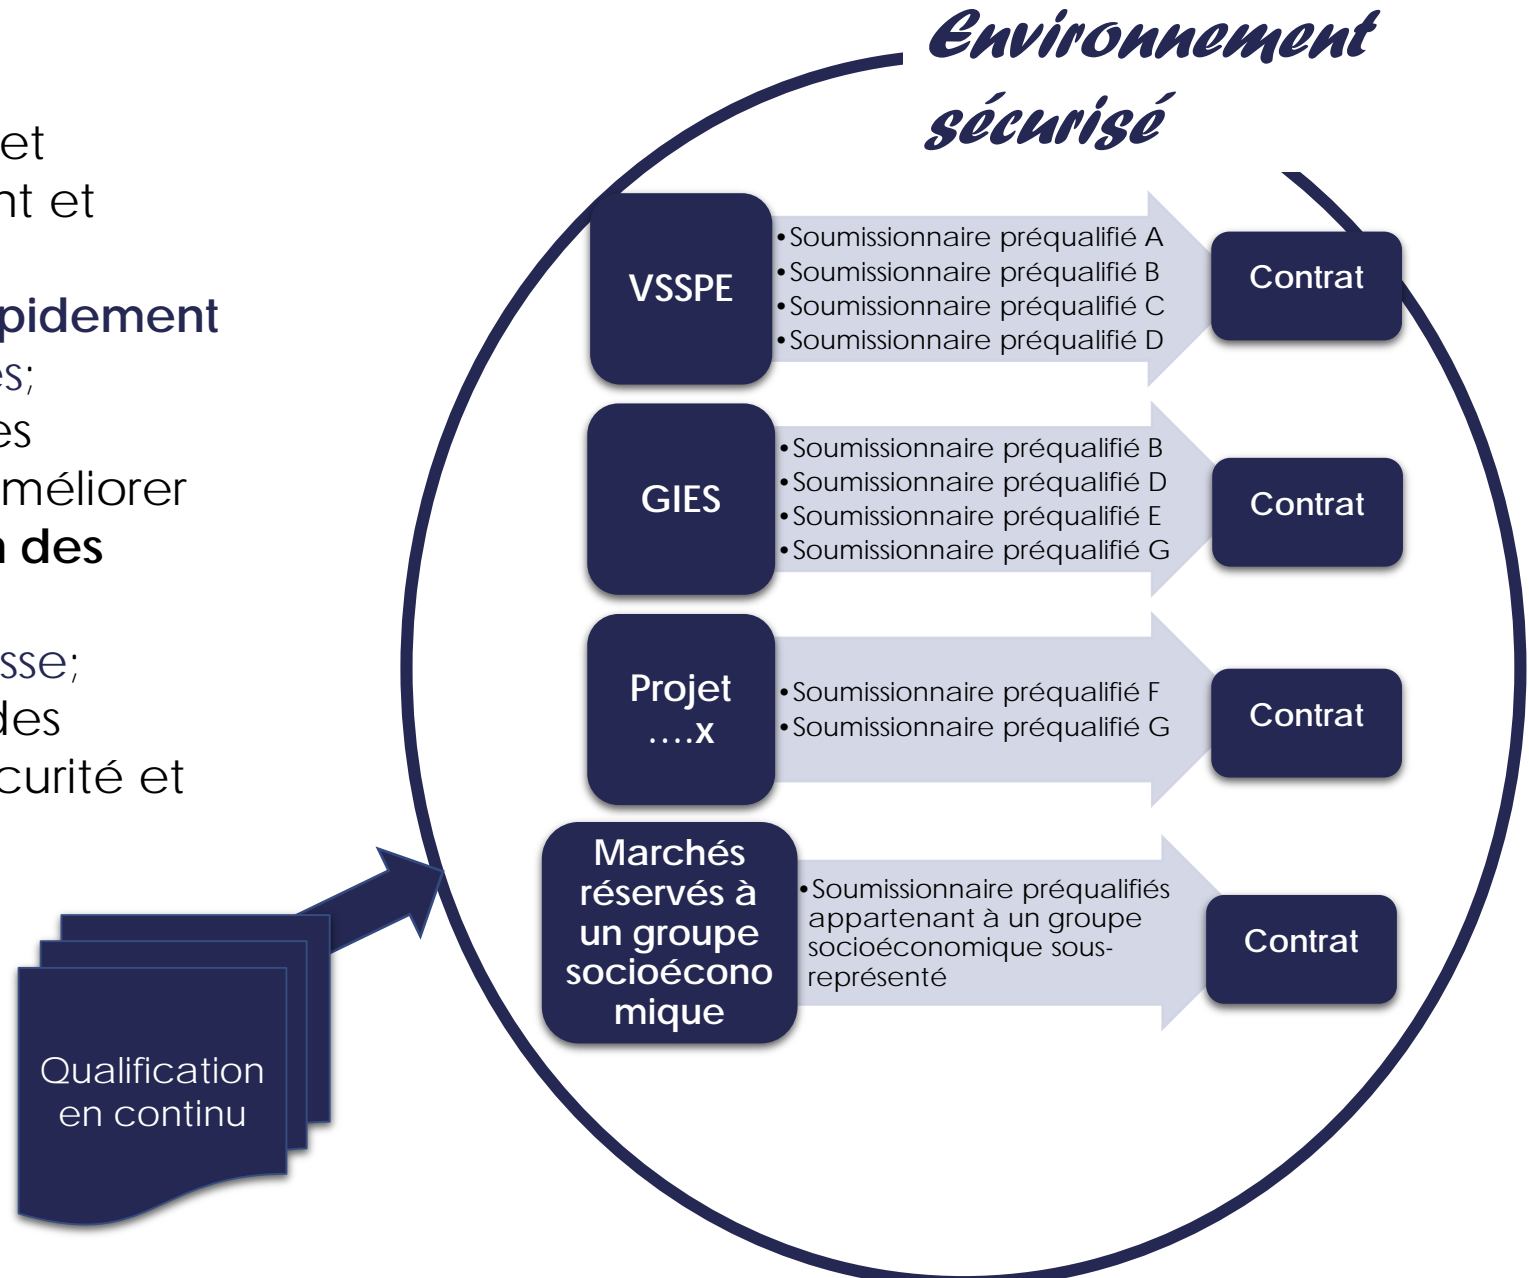 Environnement
sécurisé
et
nt et
pidement
es;
es
méliorer
n des
sse;
des
curité et
VSSPE
•Soumissionnaire préqualifié A
•Soumissionnaire préqualifié B
•Soumissionnaire préqualifié C
•Soumissionnaire préqualifié D
Contrat
GIES
•Soumissionnaire préqualifié B
•Soumissionnaire préqualifié D
•Soumissionnaire préqualifié E
•Soumissionnaire préqualifié G
Contrat
Projet
....x
•Soumissionnaire préqualifié F
•Soumissionnaire préqualifié G
Contrat
Marchés
réservés à
un groupe
socioécono
mique
•Soumissionnaire préqualifiés
appartenant à un groupe
socioéconomique sous-
représenté
Contrat
Qualification
en continu